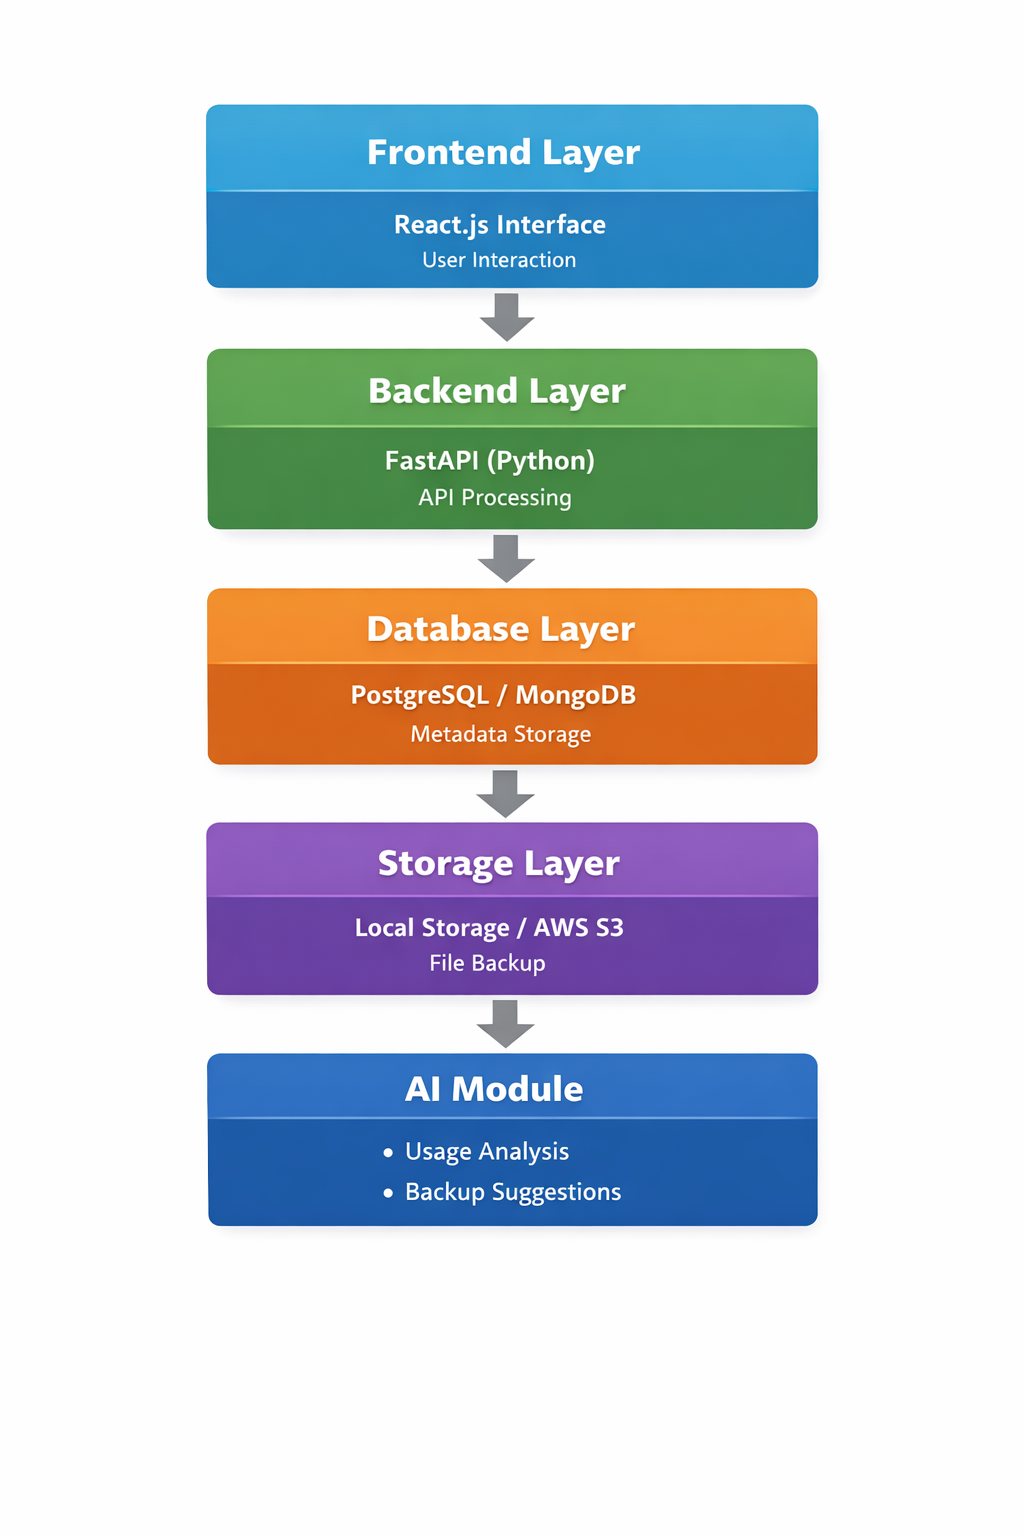 Frontend Layer
React.js Interface
User Interaction
Backend Layer
FastAPI (Python)
API Processing
Database Layer
PostgreSQL / MongoDB
Metadata Storage
Storage Layer
Local Storage / AWS S3
File Backup
AI Module
• Usage Analysis
• Backup Suggestions